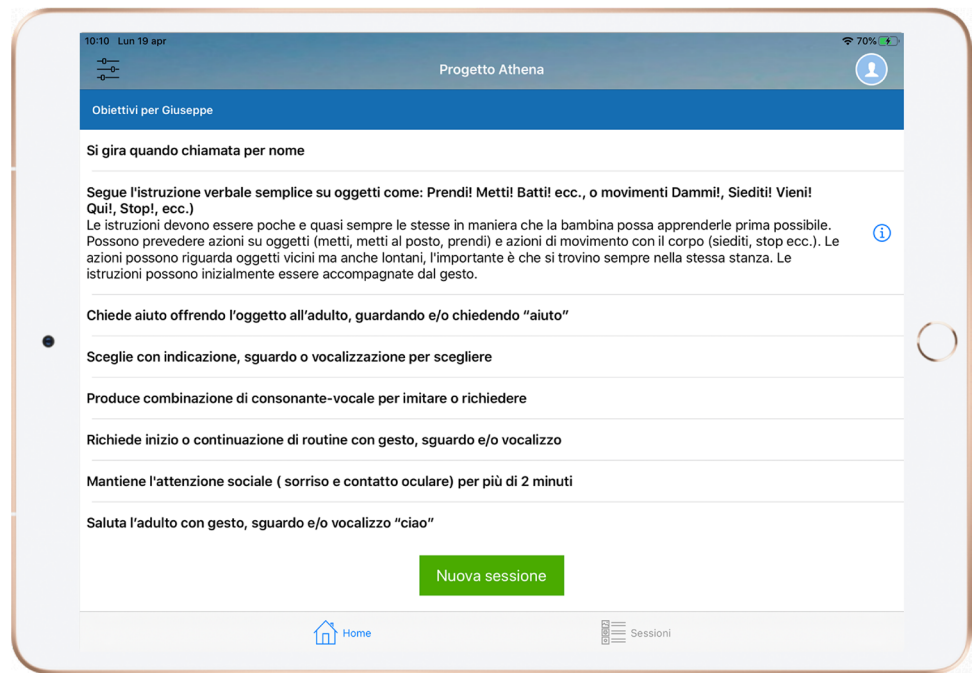 10:10 Lun 19 apr
70%
Progetto Athena
Obiettivi per Giuseppe
Si gira quando chiamata per nome
Segue l'istruzione verbale semplice su oggetti come: Prendi! Metti! Batti! ecc., o movimenti Dammi!, Siediti! Vieni!
Qui!, Stop!, ecc.)
Le istruzioni devono essere poche e quasi sempre le stesse in maniera che la bambina possa apprenderle prima possibile.
Possono prevedere azioni su oggetti (metti, metti al posto, prendi) e azioni di movimento con il corpo (siediti, stop ecc.). Le
azioni possono riguarda oggetti vicini ma anche lontani, l'importante è che si trovino sempre nella stessa stanza. Le
istruzioni possono inizialmente essere accompagnate dal gesto.
Chiede aiuto offrendo l’oggetto all’adulto, guardando e/o chiedendo “aiuto”
Sceglie con indicazione, sguardo o vocalizzazione per scegliere
Produce combinazione di consonante-vocale per imitare o richiedere
Richiede inizio o continuazione di routine con gesto, sguardo e/o vocalizzo
Mantiene l'attenzione sociale ( sorriso e contatto oculare) per più di 2 minuti
Saluta l’adulto con gesto, sguardo e/o vocalizzo “ciao”
Nuova sessione
Home
Sessioni